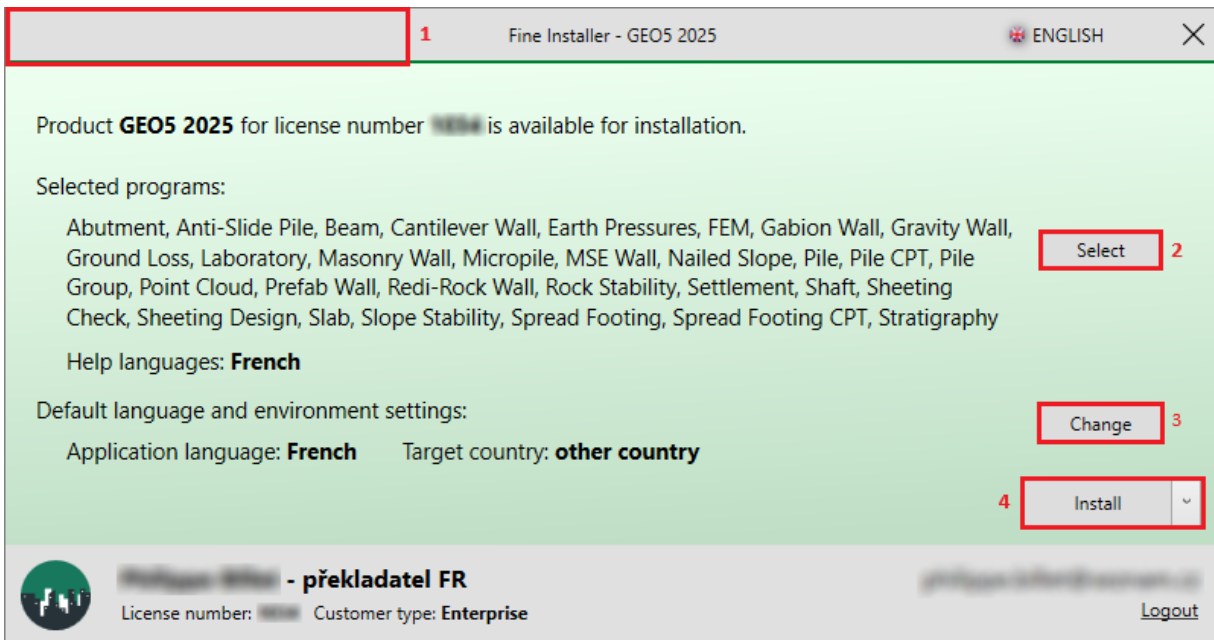 1 Fine Installer - GEO5 2025 ENGLISH
Product GEO5 2025 for license number is available for installation.
Selected programs:
Abutment, Anti-Slide Pile, Beam, Cantilever Wall, Earth Pressures, FEM, Gabion Wall, Gravity Wall,
Ground Loss, Laboratory, Masonry Wall, Micropile, MSE Wall, Nailed Slope, Pile, Pile CPT, Pile
Group, Point Cloud, Prefab Wall, Redi-Rock Wall, Rock Stability, Settlement, Shaft, Sheeting
Check, Sheeting Design, Slab, Slope Stability, Spread Footing, Spread Footing CPT, Stratigraphy
Select 2
Help languages: French
Default language and environment settings:
Change 3
Application language: French Target country: other country
4 Install
- překladatel FR
License number: Customer type: Enterprise
Logout